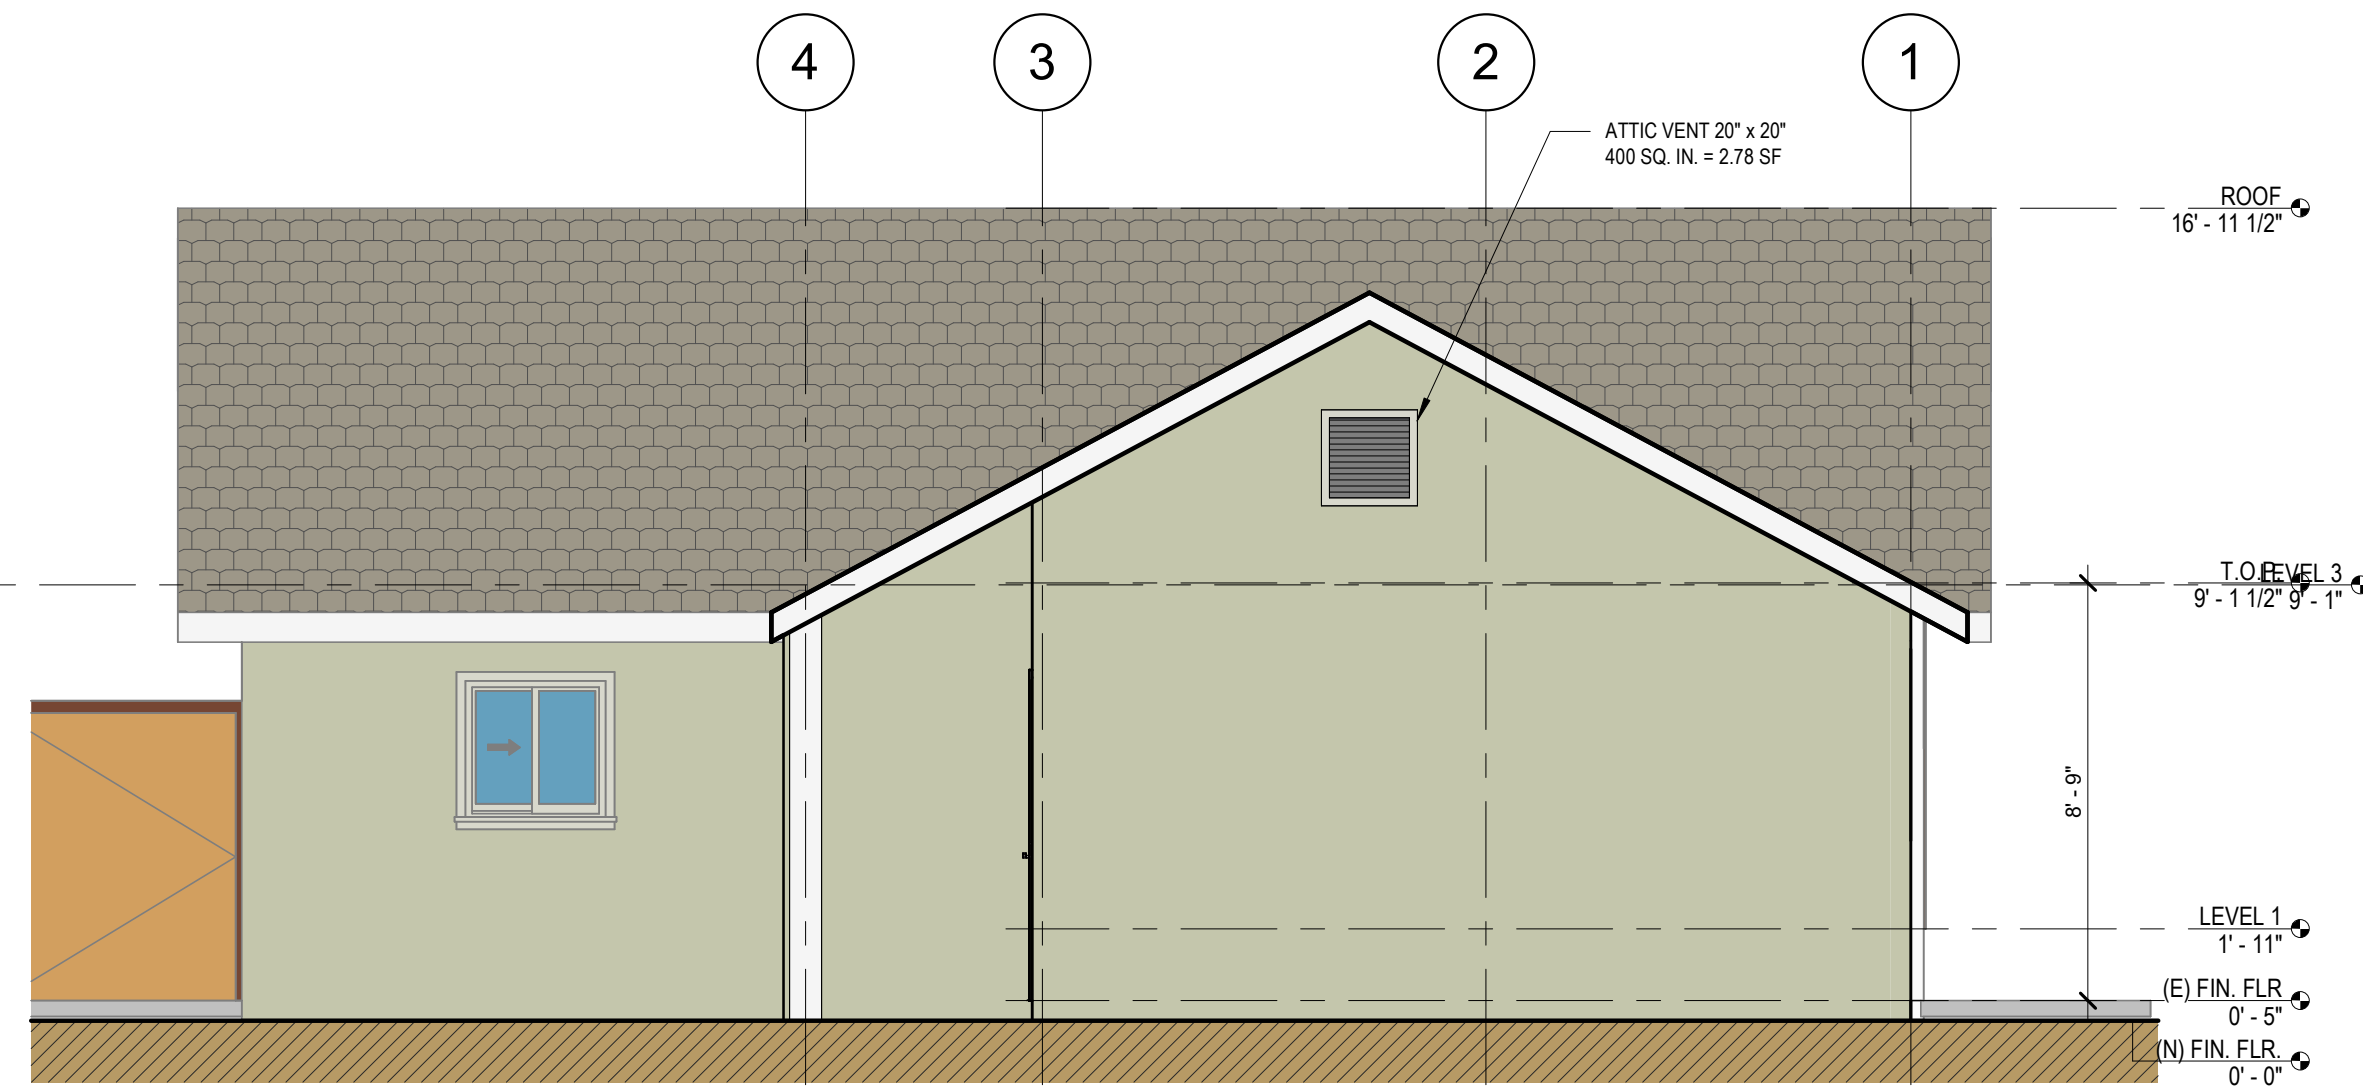 4 3 2 1
ATTIC VENT 20" x 20"
400 SQ. IN. = 2.78 SF
ROOF
16' - 11 1/2"
T.O.P.
9' - 1 1/2"
LEVEL 3
9' - 1"
8' - 9"
LEVEL 1
1' - 11"
(E) FIN. FLR
0' - 5"
(N) FIN. FLR.
0' - 0"